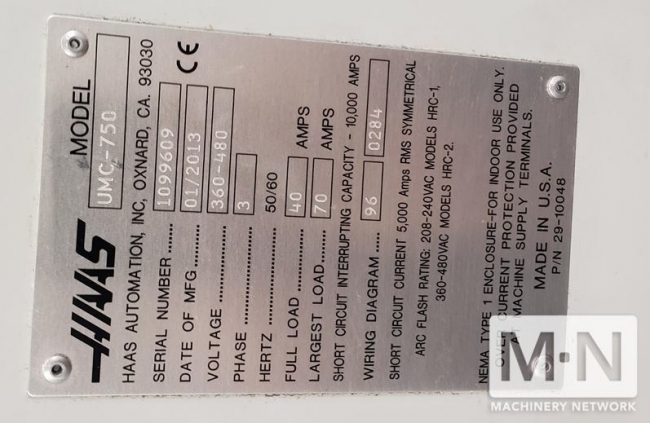 HAAS
MODEL UMC-750
HAAS AUTOMATION, INC, OXNARD, CA. 93030
SERIAL NUMBER ...... 1099609 CE
DATE OF MFG. ........ 01/2013
VOLTAGE ............... 360-480
PHASE .................... 3
HERTZ .................... 50/60
FULL LOAD ............. 40 AMPS
LARGEST LOAD ...... 70 AMPS
SHORT CIRCUIT INTERRUPTING CAPACITY - 10,000 AMPS
WIRING DIAGRAM ...... 96 0284
SHORT CIRCUIT CURRENT 5,000 Amps RMS SYMMETRICAL
ARC FLASH RATING: 208-240VAC MODELS HRC-1,
360-480VAC MODELS HRC-2.
NEMA TYPE 1 ENCLOSURE-FOR INDOOR USE ONLY.
OVER CURRENT PROTECTION PROVIDED
AT MACHINE SUPPLY TERMINALS.
MADE IN U.S.A.
P/N 29-10048
M·N
MACHINERY NETWORK